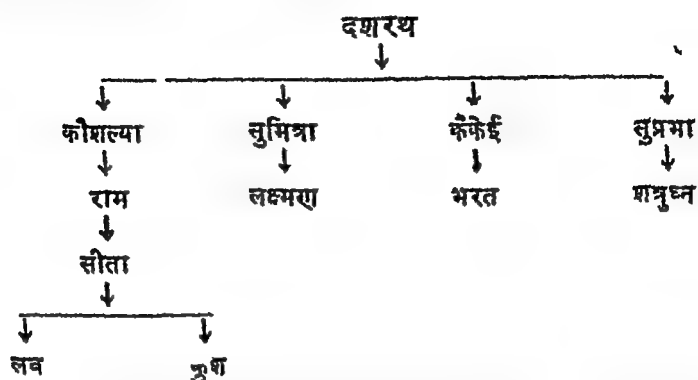 दशरथ
कौशल्या सुमित्रा कैकेई सुप्रभा
राम लक्ष्मण भरत शत्रुघ्न
सीता
लव कुश